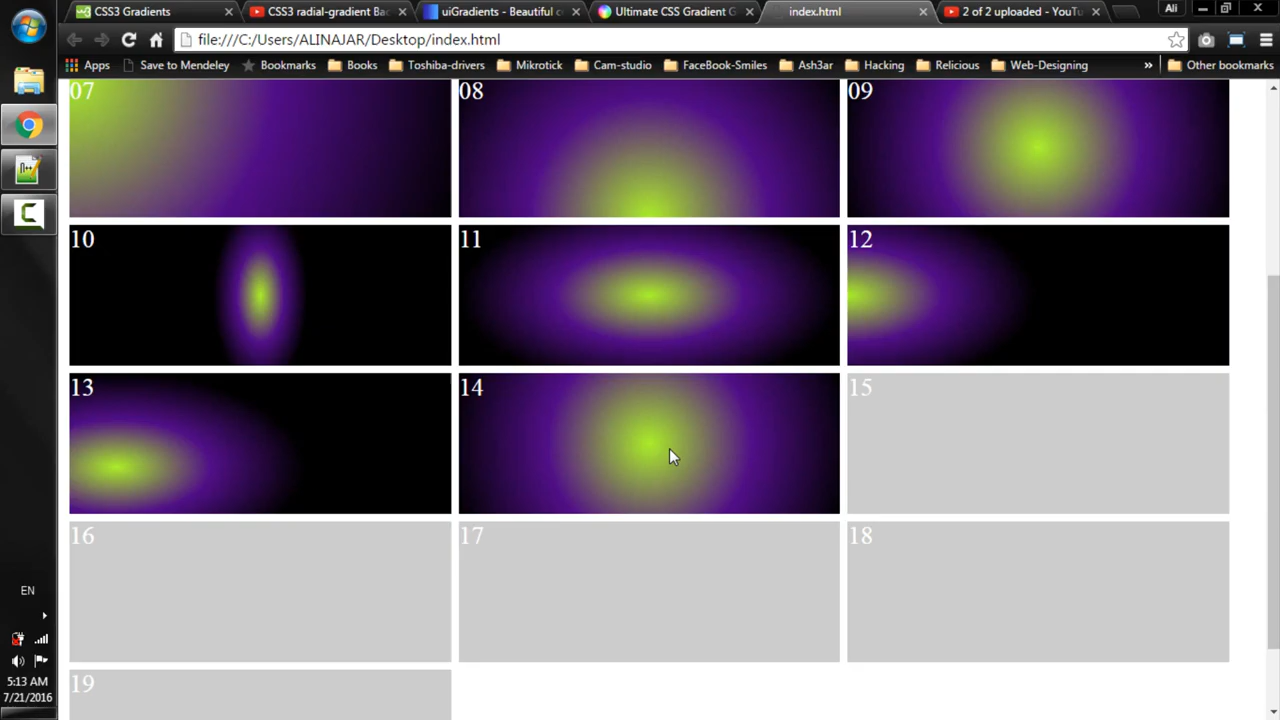 CSS3 Gradients
CSS3 radial-gradient Bac
uiGradients - Beautiful co
Ultimate CSS Gradient G
index.html
2 of 2 uploaded - YouTu
Ali
file:///C:/Users/ALINAJAR/Desktop/index.html
Apps
Save to Mendeley
Bookmarks
Books
Toshiba-drivers
Mikrotick
Cam-studio
FaceBook-Smiles
Ash3ar
Hacking
Relicious
Web-Designing
»
Other bookmarks
07
08
09
10
11
12
13
14
15
16
17
18
19
EN
5:13 AM
7/21/2016